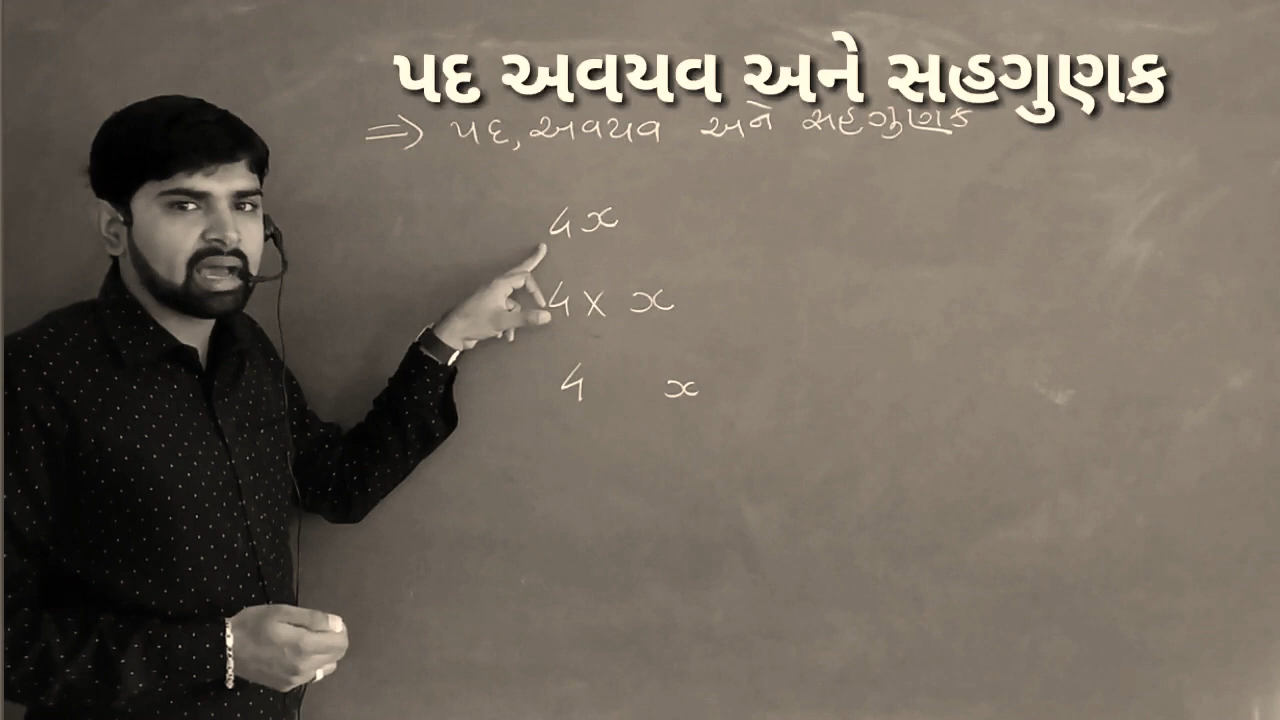 પદ અવયવ અને સહગુણક
⇒ પદ, અવયવ અને સહગુણક
4x
4 × x
4 x